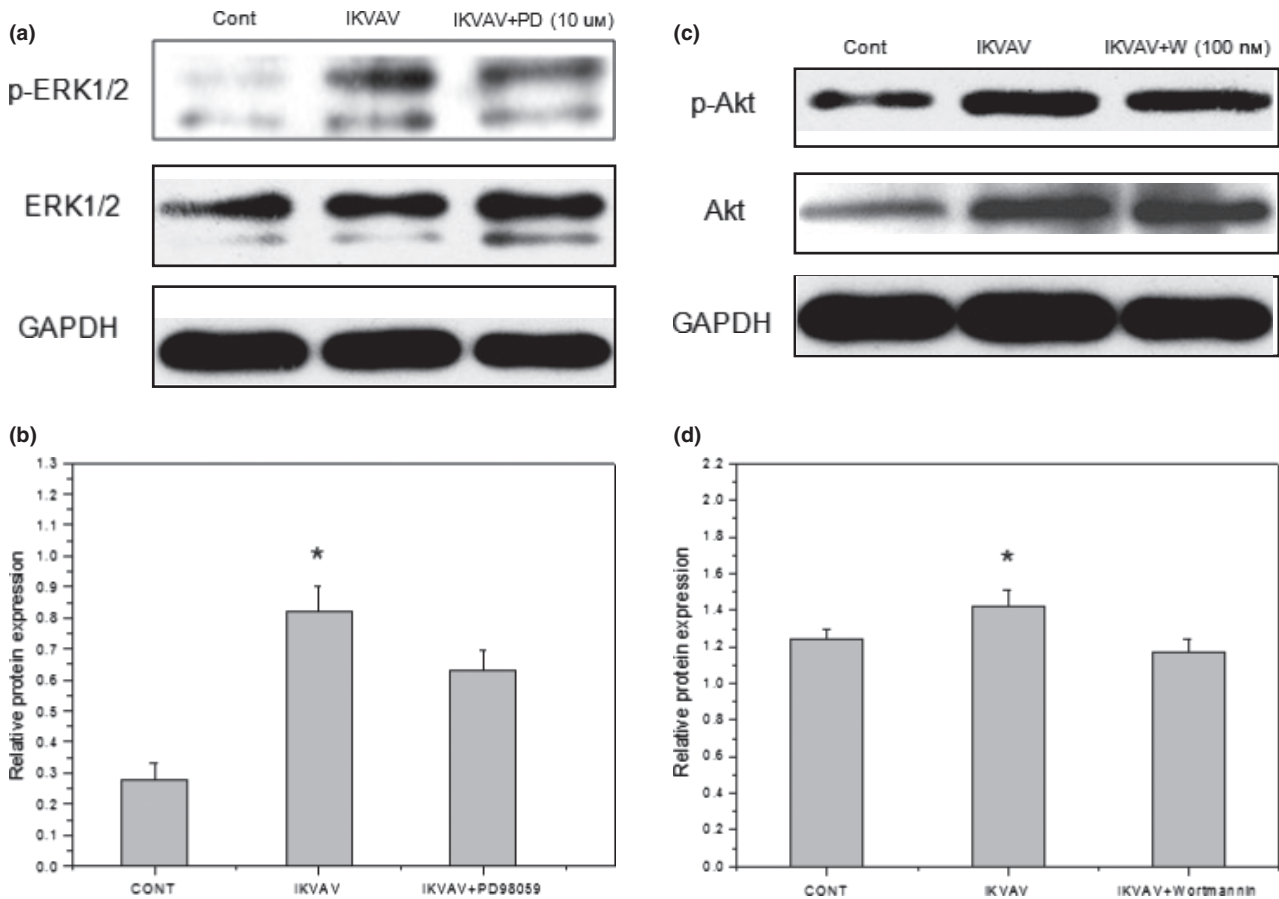 (a)
Cont IKVAV IKVAV+PD (10 uM)
p-ERK1/2
ERK1/2
GAPDH
(c)
Cont IKVAV IKVAV+W (100 nM)
p-Akt
Akt
GAPDH
(b)
Relative protein expression
1.3
1.2
1.1
1.0
0.9
0.8
0.7
0.6
0.5
0.4
0.3
0.2
0.1
0.0
*
CONT IKVAV IKVAV+PD98059
(d)
Relative protein expression
2.2
2.0
1.8
1.6
1.4
1.2
1.0
0.8
0.6
0.4
0.2
0.0
*
CONT IKVAV IKVAV+Wortmannin